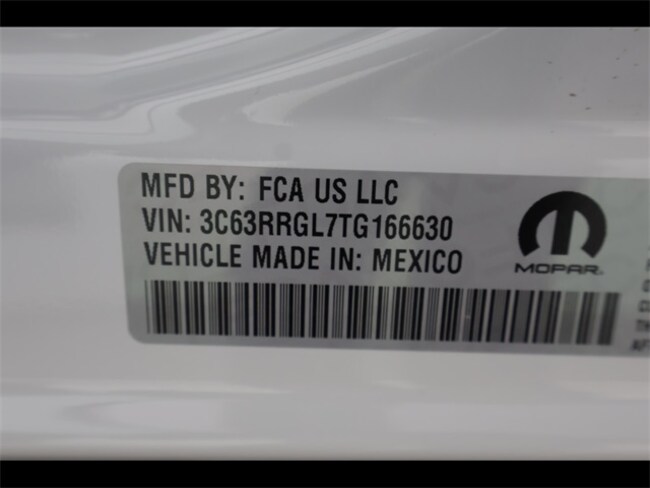 MFD BY: FCA US LLC
VIN: 3C63RRGL7TG166630
VEHICLE MADE IN: MEXICO
MOPAR